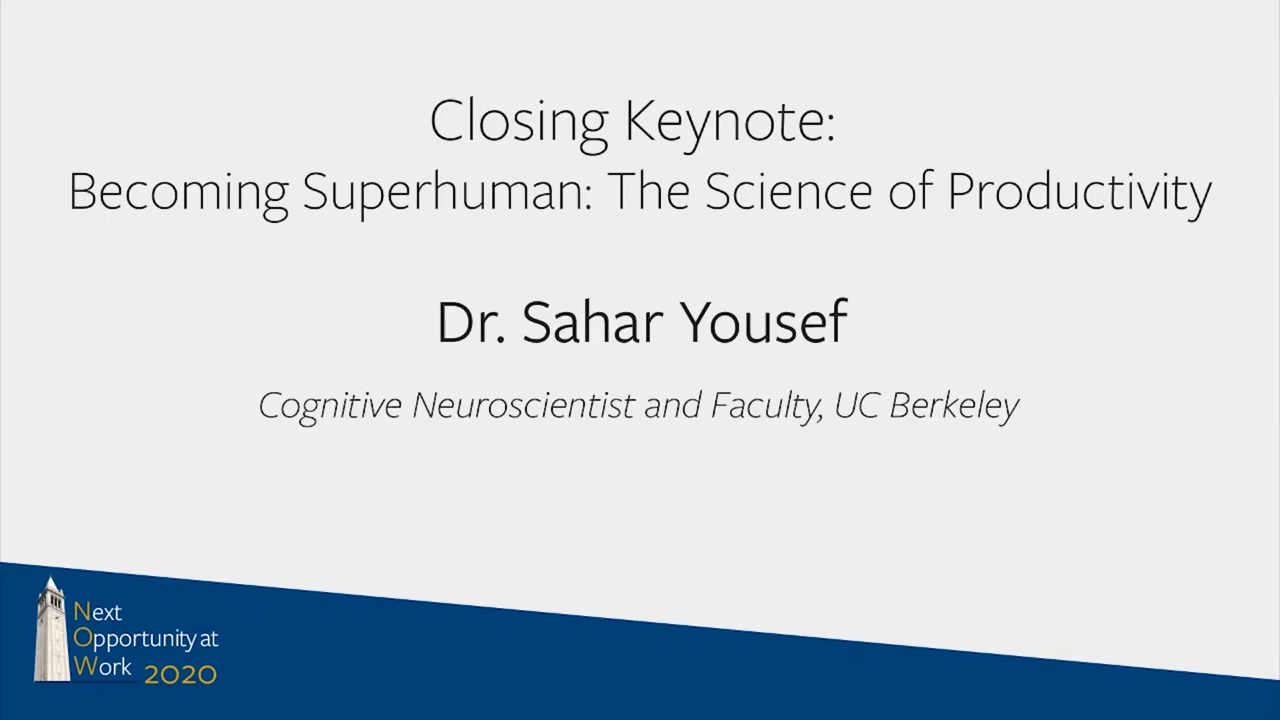 Closing Keynote:
Becoming Superhuman: The Science of Productivity
Dr. Sahar Yousef
Cognitive Neuroscientist and Faculty, UC Berkeley
Next
Opportunity at
Work 2020